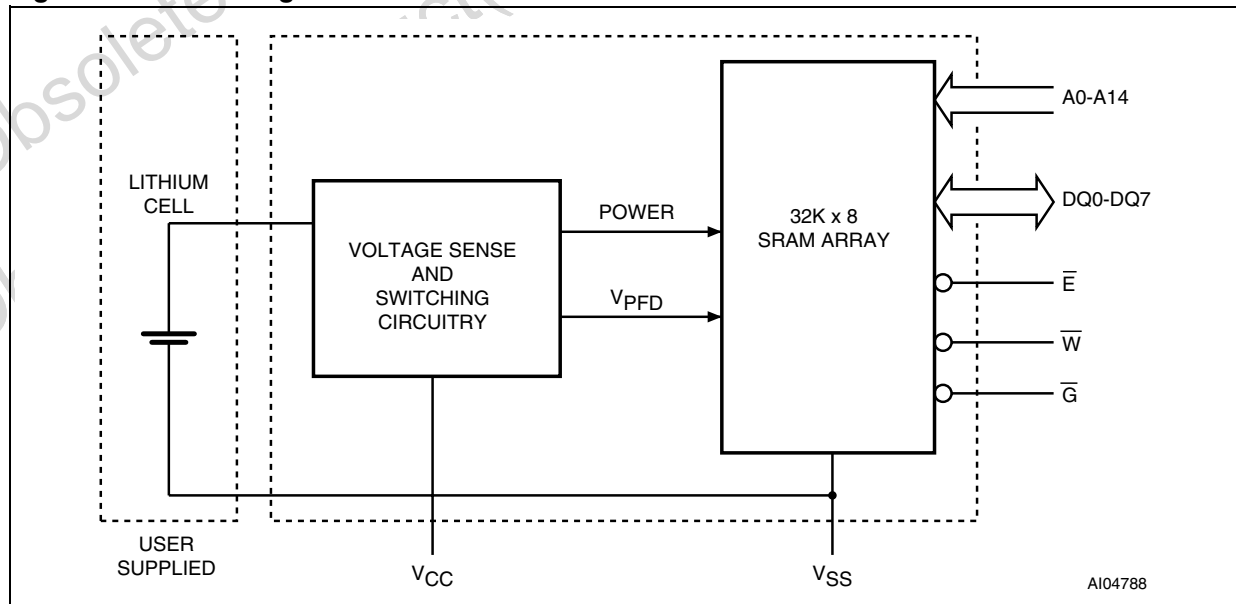 obsolete
LITHIUM
CELL
VOLTAGE SENSE
AND
SWITCHING
CIRCUITRY
POWER
VPFD
32K x 8
SRAM ARRAY
A0-A14
DQ0-DQ7
E̅
W̅
G̅
USER
SUPPLIED
VCC
VSS
AI04788